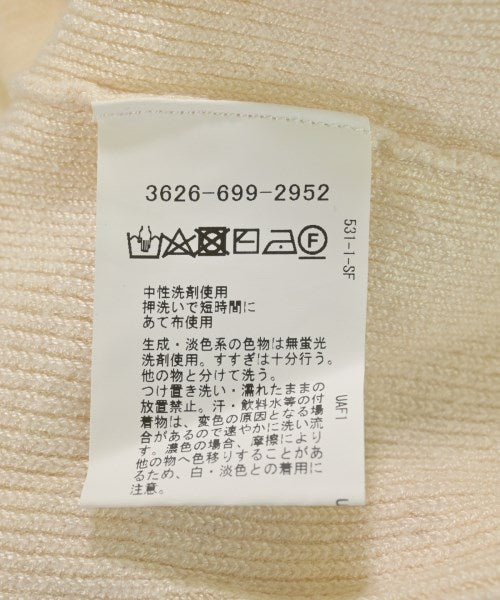 3626-699-2952
F
中性洗剤使用
押洗いで短時間に
あて布使用
生成・淡色系の色物は無蛍光
洗剤使用。すすぎは十分行う。
他の物と分けて洗う。
つけ置き洗い・濡れたままの
放置禁止。汗・飲料水等の付
着物は、変色の原因となる場
合があるので速やかに洗い流
す。濃色の場合、摩擦により
他の物へ色移りすることがあ
るため、白・淡色との着用に
注意。
531-1-SF
UAF1